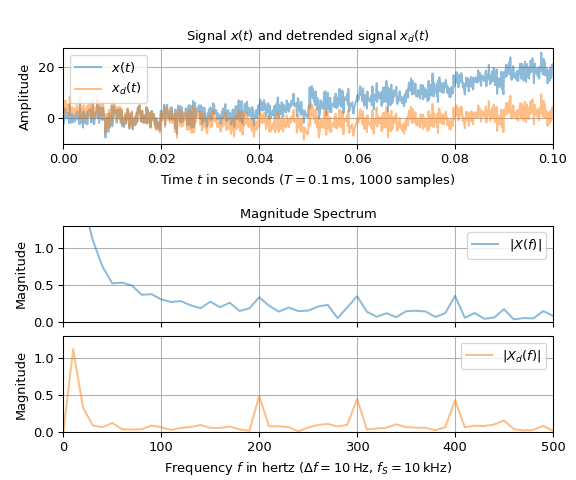 Signal x(t) and detrended signal x_d(t)
Amplitude
20
0
x(t)
x_d(t)
0.00 0.02 0.04 0.06 0.08 0.10
Time t in seconds (T = 0.1 ms, 1000 samples)
Magnitude Spectrum
Magnitude
1.0
0.5
0.0
|X(f)|
Magnitude
1.0
0.5
0.0
|X_d(f)|
0 100 200 300 400 500
Frequency f in hertz (Δf = 10 Hz, f_S = 10 kHz)